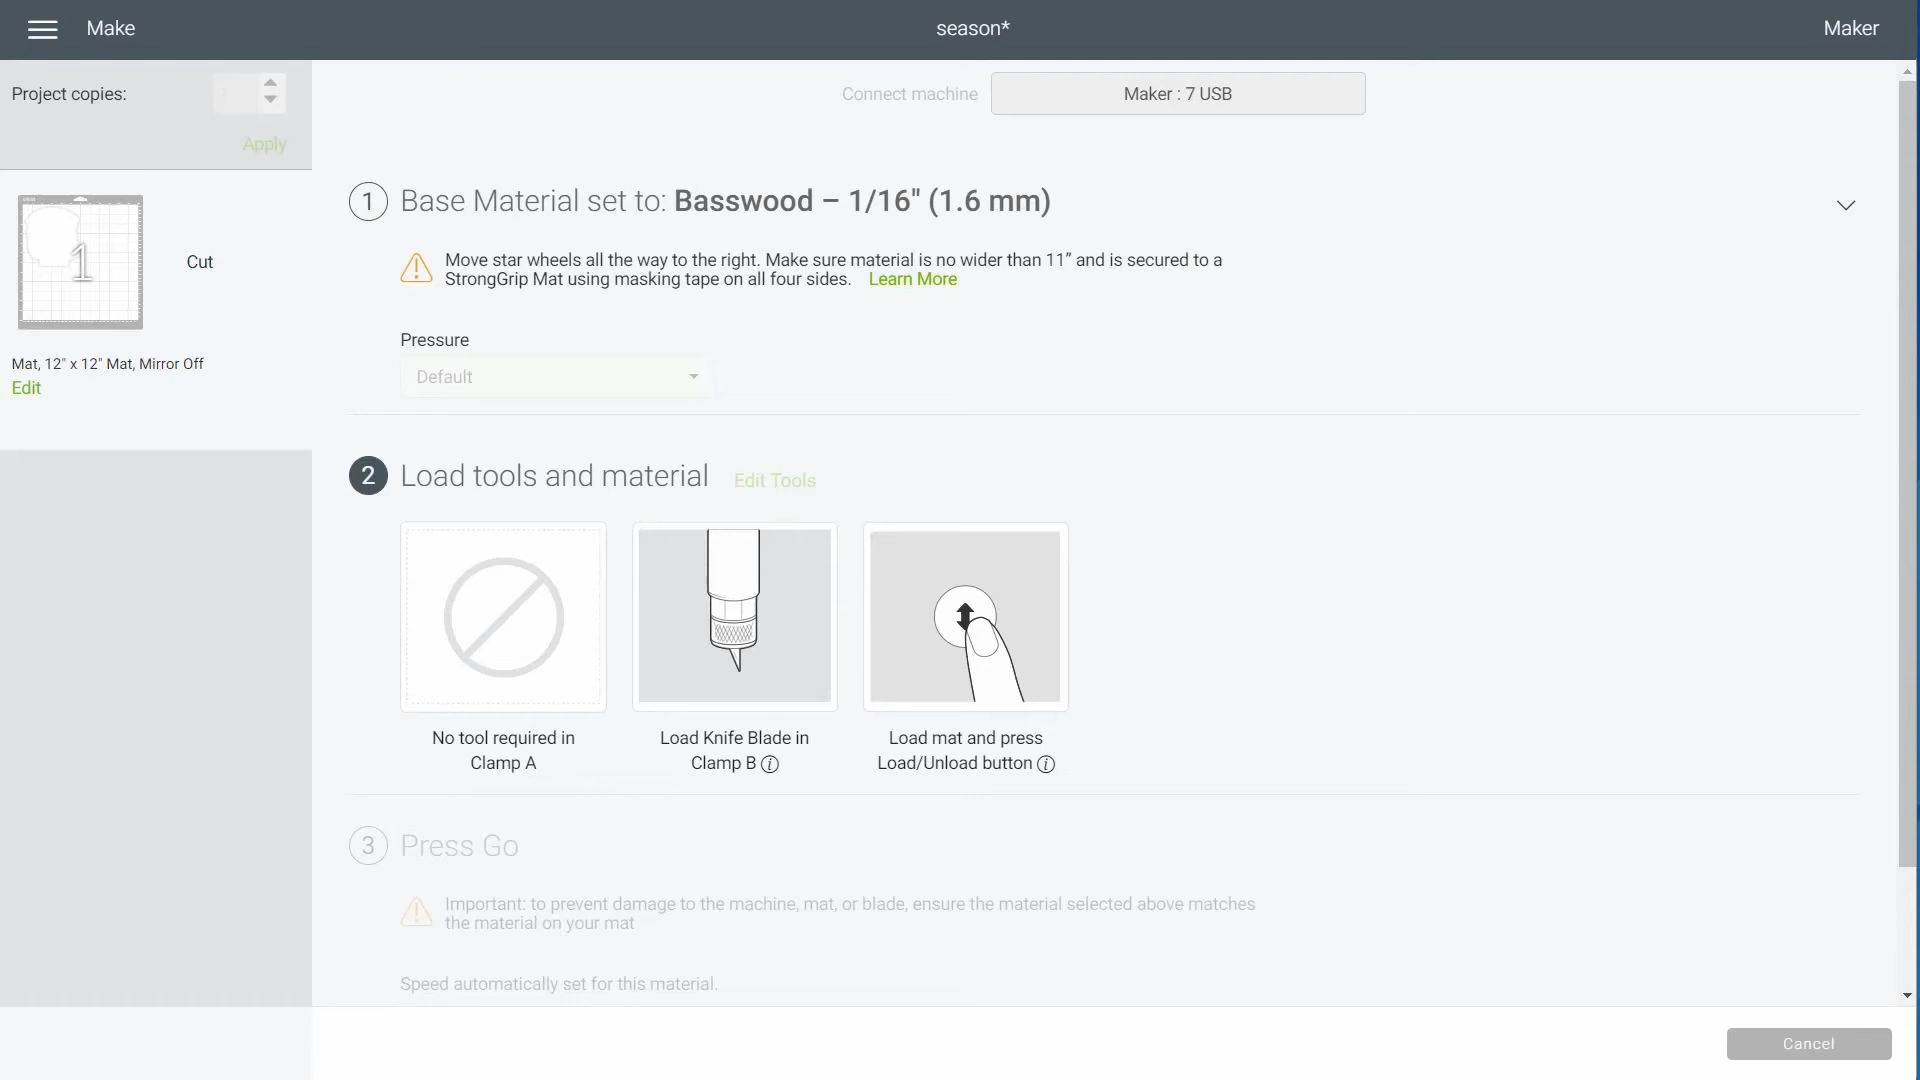 Make
season*
Maker
Project copies:
Apply
Connect machine
Maker : 7 USB
1
Cut
Mat, 12" x 12" Mat, Mirror Off
Edit
1 Base Material set to: Basswood – 1/16" (1.6 mm)
Move star wheels all the way to the right. Make sure material is no wider than 11” and is secured to a
StrongGrip Mat using masking tape on all four sides. Learn More
Pressure
Default
2 Load tools and material Edit Tools
No tool required in
Clamp A
Load Knife Blade in
Clamp B
Load mat and press
Load/Unload button
3 Press Go
Important: to prevent damage to the machine, mat, or blade, ensure the material selected above matches
the material on your mat
Speed automatically set for this material.
Cancel